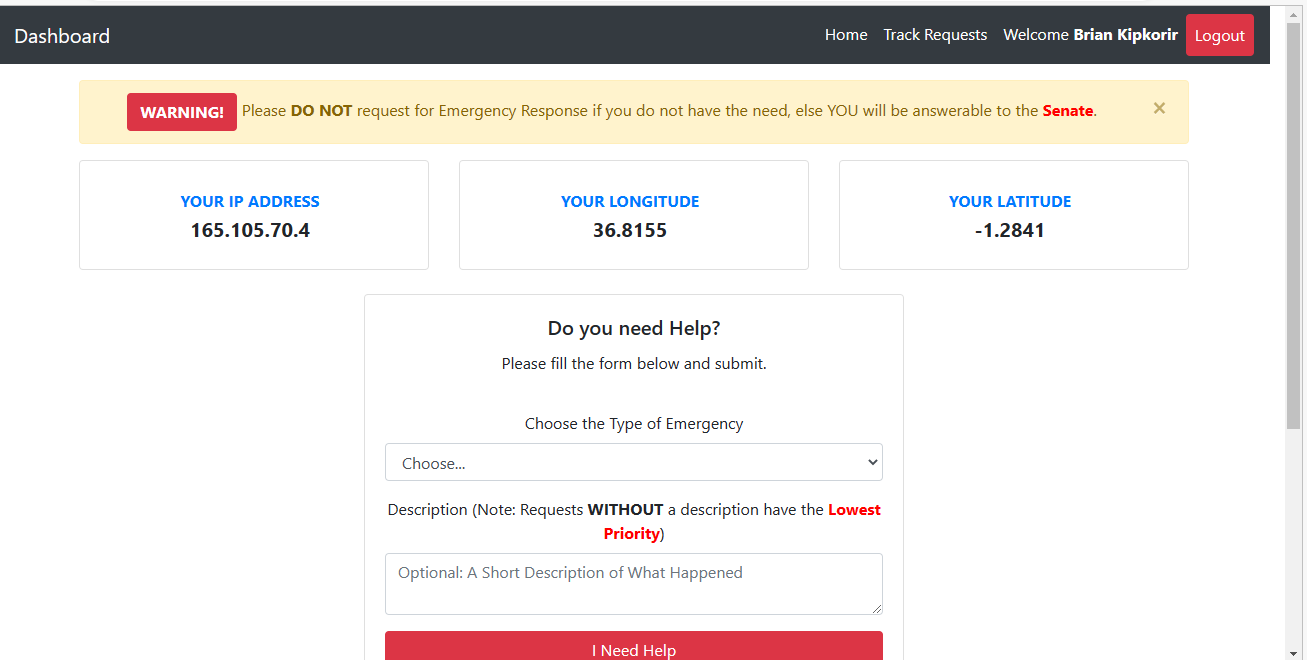 Dashboard Home Track Requests Welcome Brian Kipkorir Logout
WARNING! Please DO NOT request for Emergency Response if you do not have the need, else YOU will be answerable to the Senate. ×
YOUR IP ADDRESS YOUR LONGITUDE YOUR LATITUDE
165.105.70.4 36.8155 -1.2841
Do you need Help?
Please fill the form below and submit.
Choose the Type of Emergency
Choose...
Description (Note: Requests WITHOUT a description have the Lowest
Priority)
Optional: A Short Description of What Happened
I Need Help